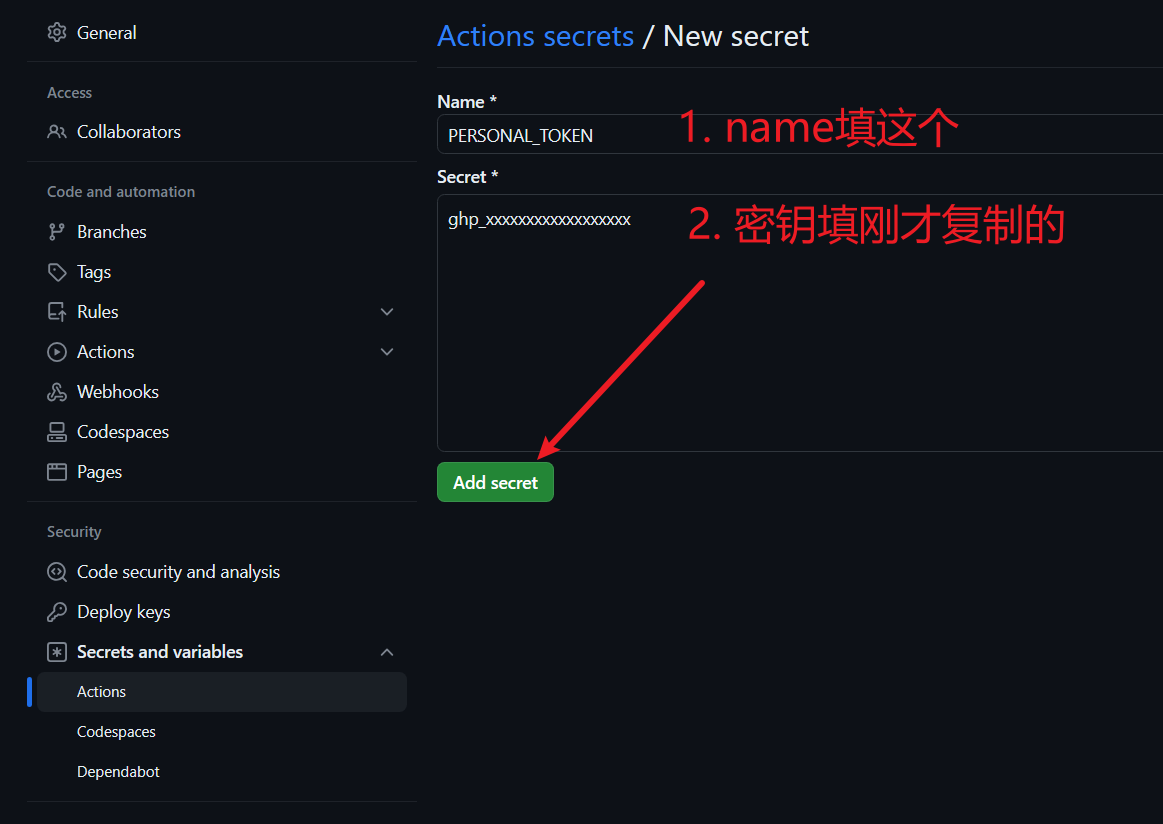 General
Access
Collaborators
Code and automation
Branches
Tags
Rules
Actions
Webhooks
Codespaces
Pages
Security
Code security and analysis
Deploy keys
Secrets and variables
Actions
Codespaces
Dependabot
Actions secrets / New secret
Name *
PERSONAL_TOKEN
1. name填这个
Secret *
ghp_xxxxxxxxxxxxxxxxxx
2. 密钥填刚才复制的
Add secret